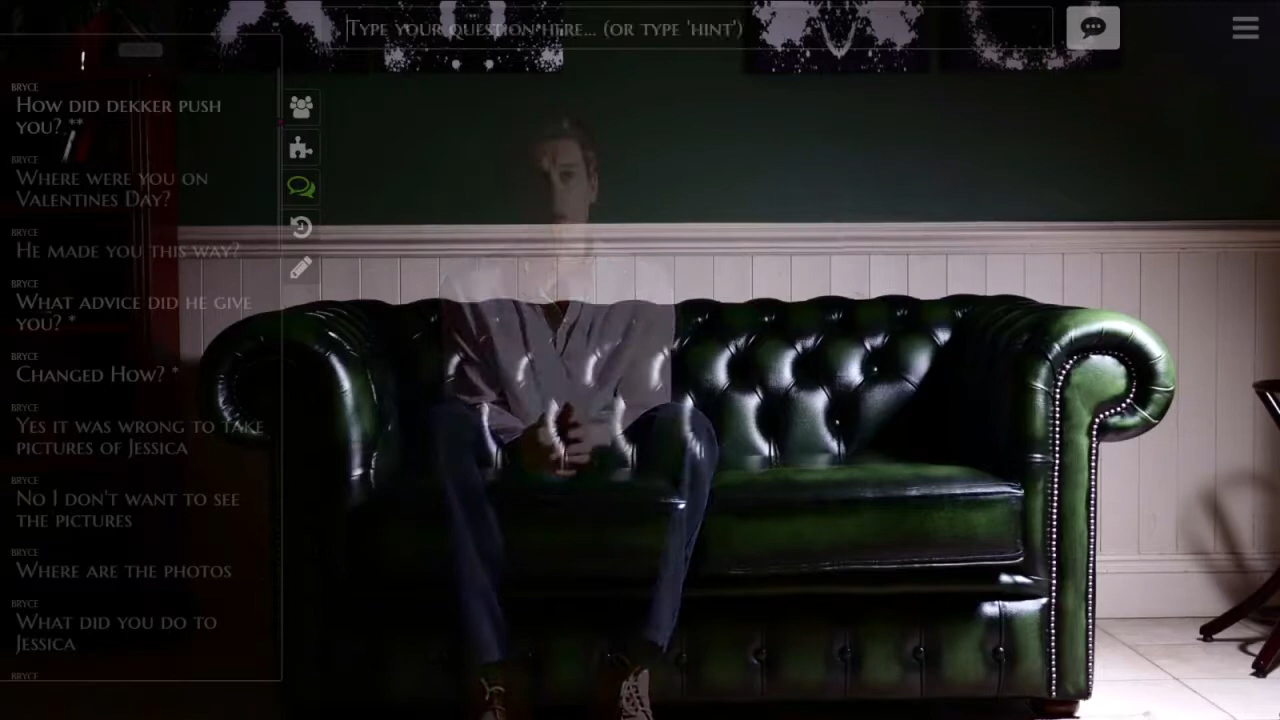 Type your question here... (or type 'hint')
BRYCE
How did dekker push
you? **
BRYCE
Where were you on
Valentines Day?
BRYCE
He made you this way?
BRYCE
What advice did he give
you? *
BRYCE
Changed How? *
BRYCE
Yes it was wrong to take
pictures of Jessica
BRYCE
No I don't want to see
the pictures
BRYCE
Where are the photos
BRYCE
What did you do to
Jessica
BRYCE